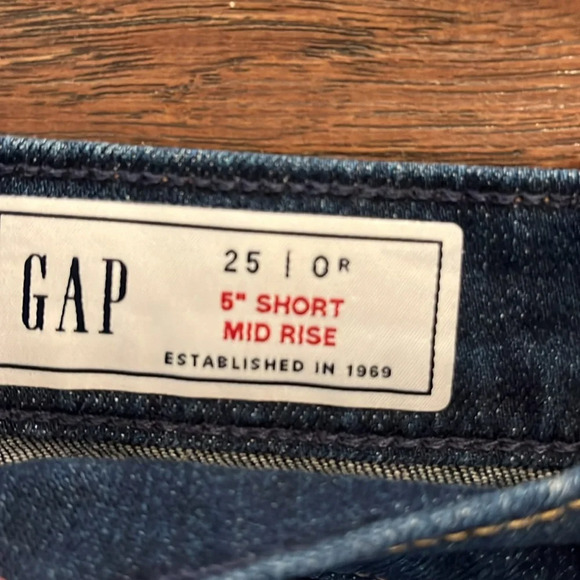 GAP
25 | 0R
5" SHORT
MID RISE
ESTABLISHED IN 1969